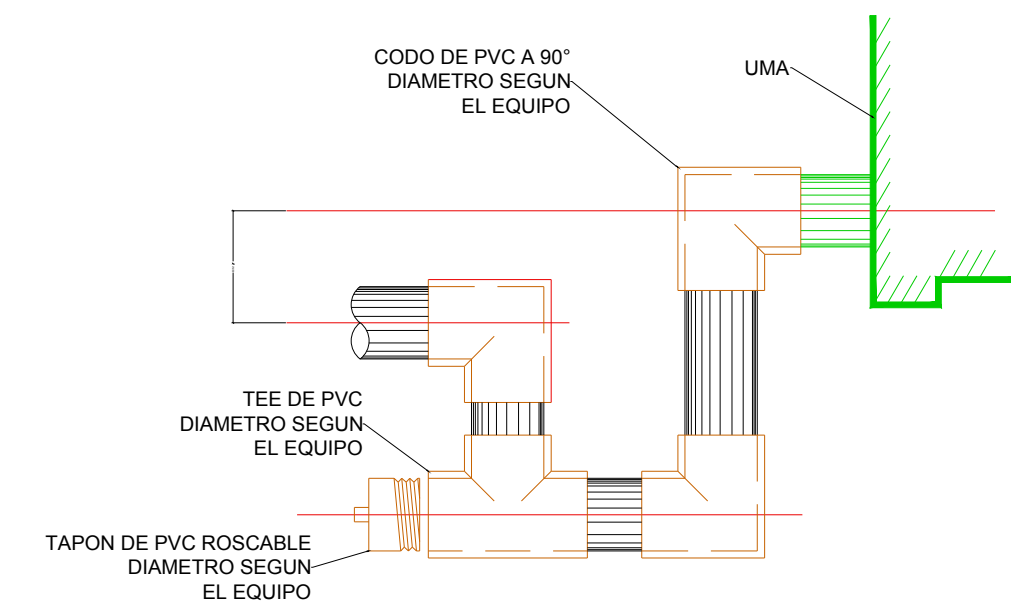 CODO DE PVC A 90°
DIAMETRO SEGUN
EL EQUIPO
UMA
TEE DE PVC
DIAMETRO SEGUN
EL EQUIPO
TAPON DE PVC ROSCABLE
DIAMETRO SEGUN
EL EQUIPO